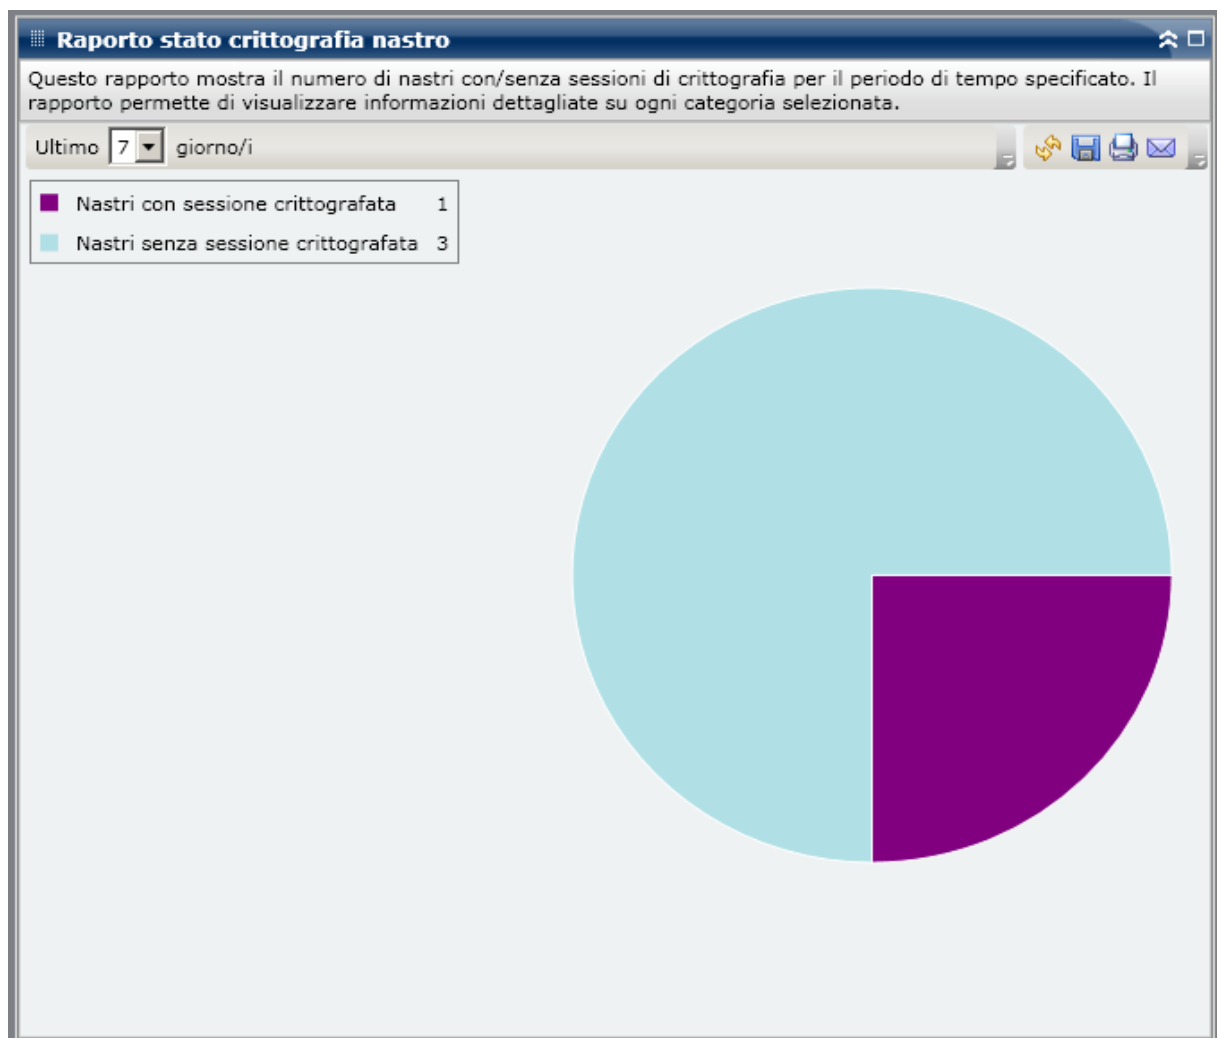 Raporto stato crittografia nastro
Questo rapporto mostra il numero di nastri con/senza sessioni di crittografia per il periodo di tempo specificato. Il
rapporto permette di visualizzare informazioni dettagliate su ogni categoria selezionata.
Ultimo 7 giorno/i
Nastri con sessione crittografata 1
Nastri senza sessione crittografata 3